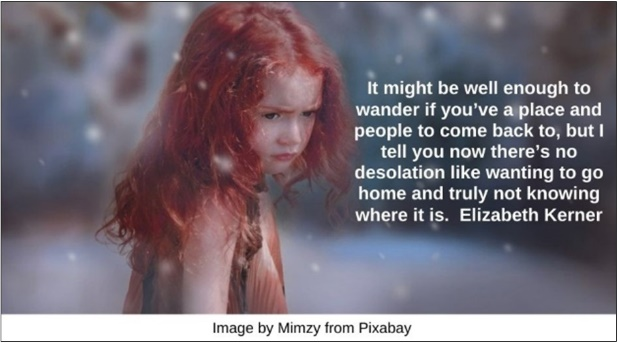 It might be well enough to
wander if you’ve a place and
people to come back to, but I
tell you now there’s no
desolation like wanting to go
home and truly not knowing
where it is.  Elizabeth Kerner
Image by Mimzy from Pixabay